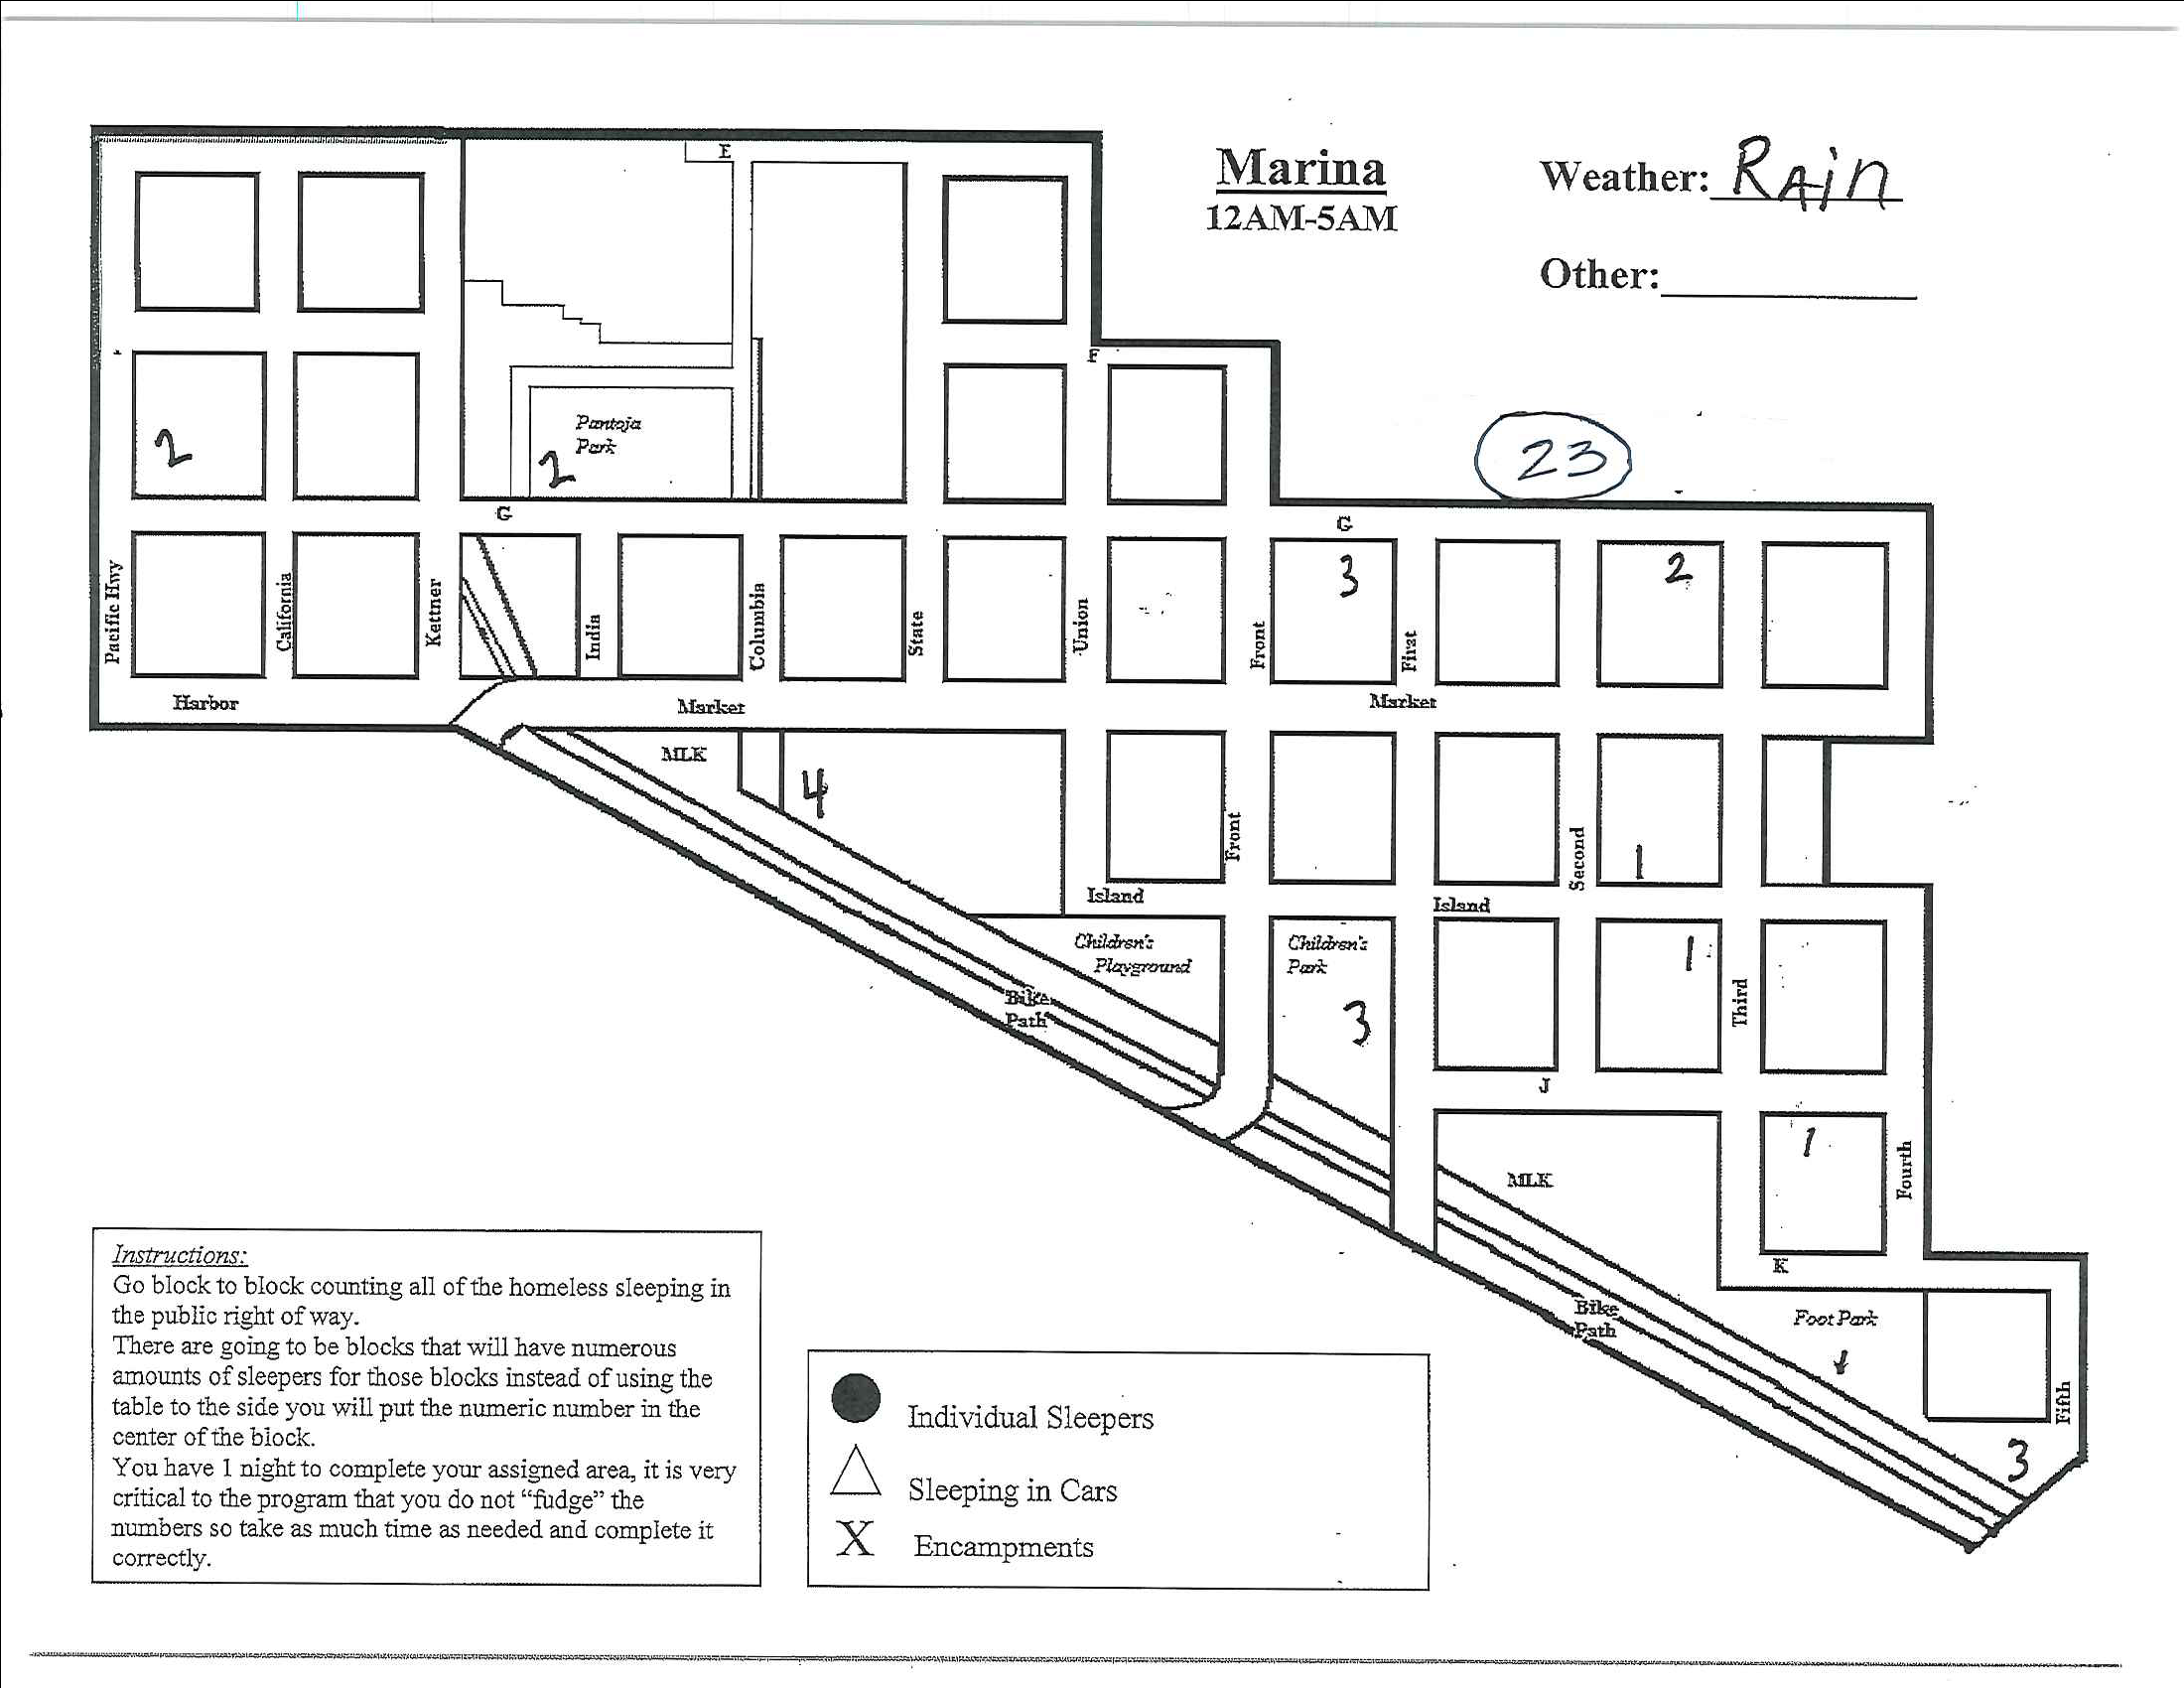 Marina
12AM-5AM
Weather: RAin
Other:
E
F
Pantoja
Park
2
2
23
G
G
3
2
Pacific Hwy
California
Kettner
India
Columbia
State
Union
Front
First
Harbor
Market
Market
MLK
4
Front
Second
1
Island
Island
Children's
Playground
Children's
Park
1
3
Third
Bike
Path
J
1
MLK
Fourth
K
Bike
Path
Foot Park
Fifth
3
Instructions:
Go block to block counting all of the homeless sleeping in
the public right of way.
There are going to be blocks that will have numerous
amounts of sleepers for those blocks instead of using the
table to the side you will put the numeric number in the
center of the block.
You have 1 night to complete your assigned area, it is very
critical to the program that you do not “fudge” the
numbers so take as much time as needed and complete it
correctly.
Individual Sleepers
Sleeping in Cars
X Encampments